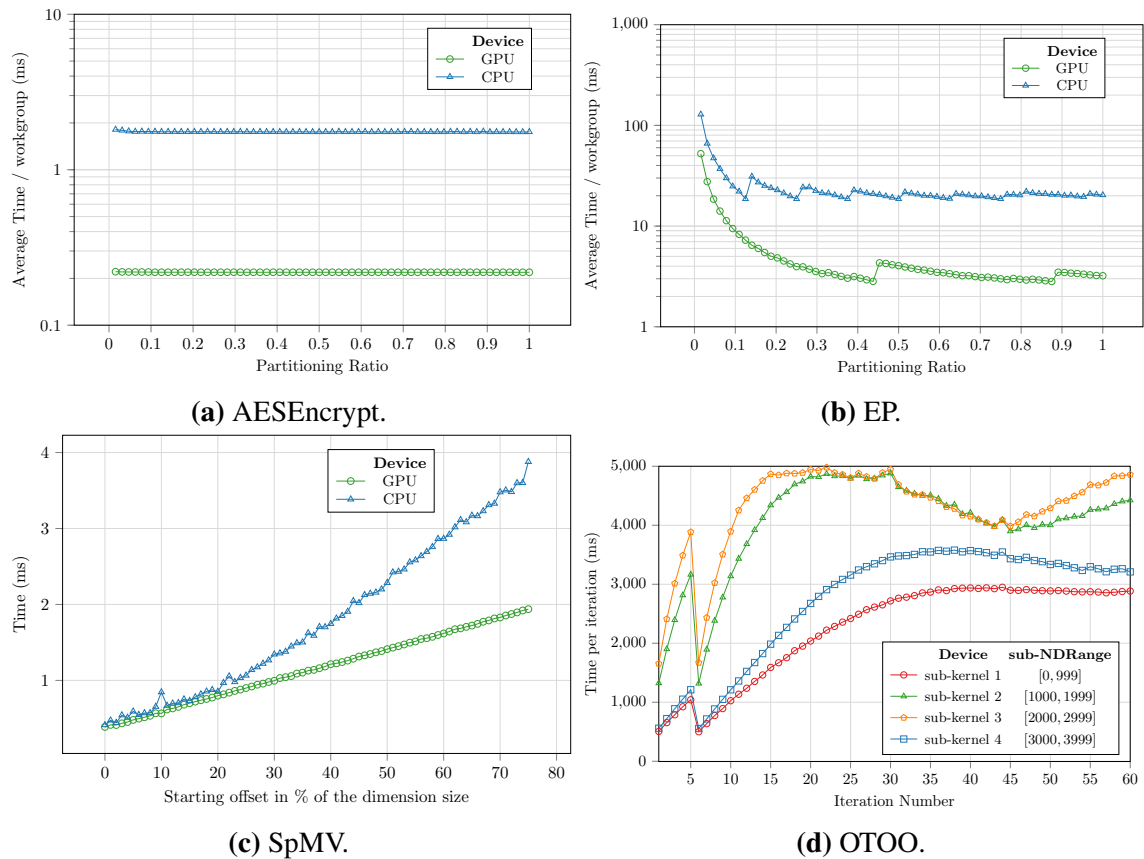 10
1
0.1
Average Time / workgroup (ms)
Device
GPU
CPU
0 0.1 0.2 0.3 0.4 0.5 0.6 0.7 0.8 0.9 1
Partitioning Ratio
(a) AESEncrypt.
1,000
100
10
1
Average Time / workgroup (ms)
Device
GPU
CPU
0 0.1 0.2 0.3 0.4 0.5 0.6 0.7 0.8 0.9 1
Partitioning Ratio
(b) EP.
4
3
2
1
Time (ms)
Device
GPU
CPU
0 10 20 30 40 50 60 70 80
Starting offset in % of the dimension size
(c) SpMV.
5,000
4,000
3,000
2,000
1,000
0
Time per iteration (ms)
Device sub-NDRange
sub-kernel 1 [0, 999]
sub-kernel 2 [1000, 1999]
sub-kernel 3 [2000, 2999]
sub-kernel 4 [3000, 3999]
5 10 15 20 25 30 35 40 45 50 55 60
Iteration Number
(d) OTOO.